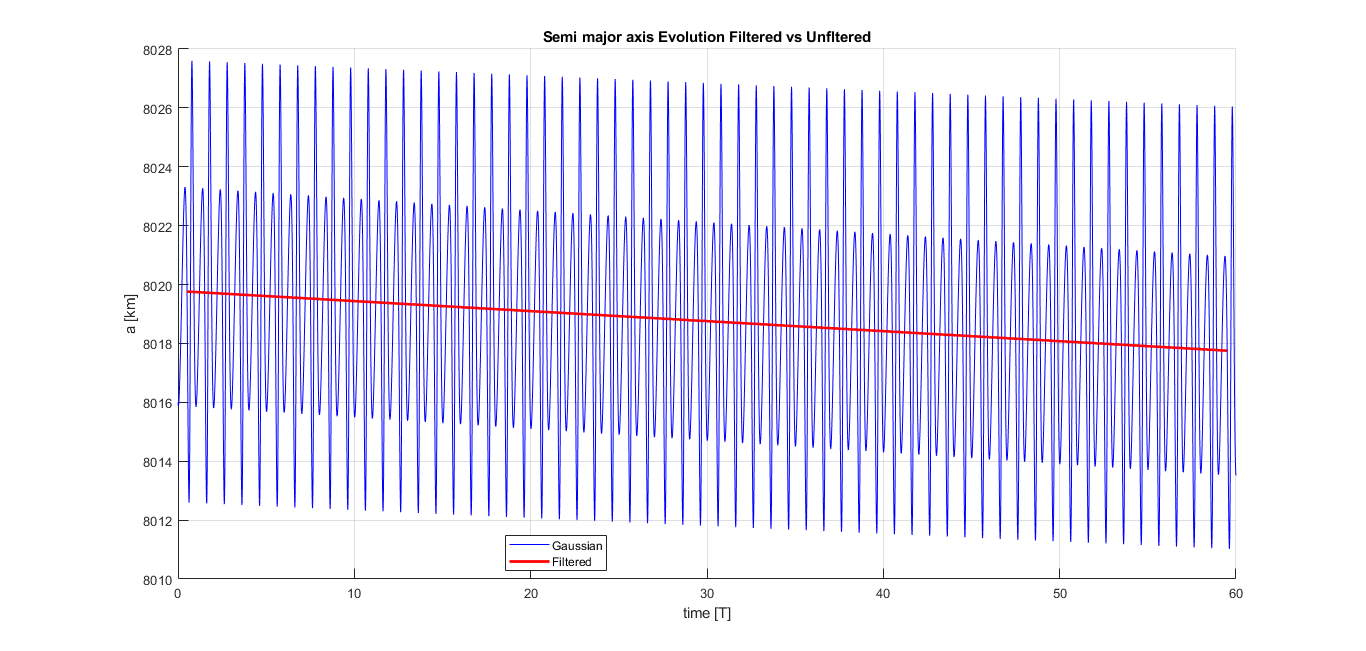 Semi major axis Evolution Filtered vs Unfltered
8028
8026
8024
8022
8020
8018
8016
8014
8012
8010
a [km]
Gaussian
Filtered
0 10 20 30 40 50 60
time [T]